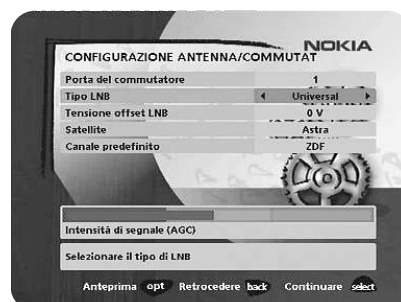 NOKIA
CONFIGURAZIONE ANTENNA/COMMUTAT
Porta del commutatore 1
Tipo LNB Universal
Tensione offset LNB 0 V
Satellite Astra
Canale predefinito ZDF
Intensità di segnale (AGC)
Selezionare il tipo di LNB
Anteprima opt Retrocedere back Continuare select